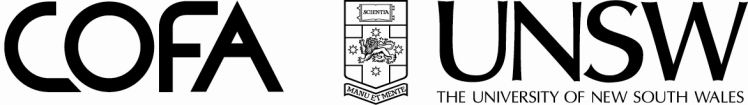 COFA
SCIENTIA
MANU ET MENTE
UNSW
THE UNIVERSITY OF NEW SOUTH WALES